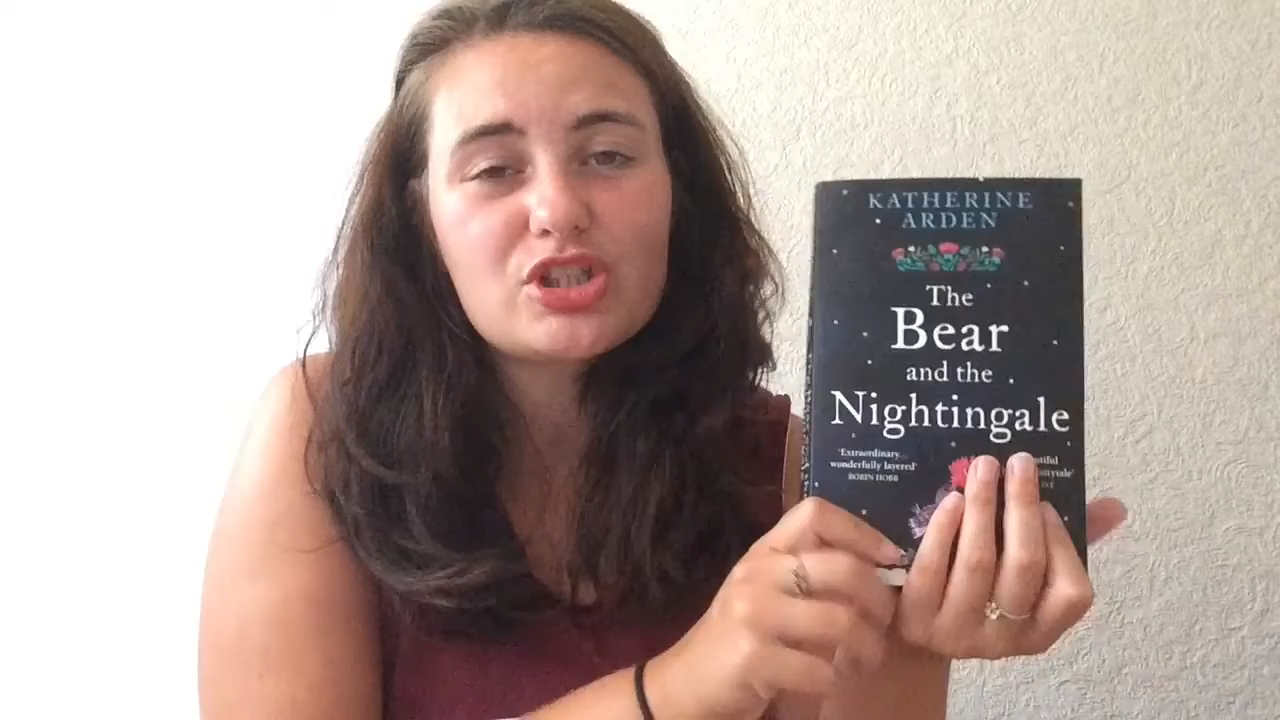 KATHERINE
ARDEN
The
Bear
and the
Nightingale
'Extraordinary...
wonderfully layered'
ROBIN HOBB